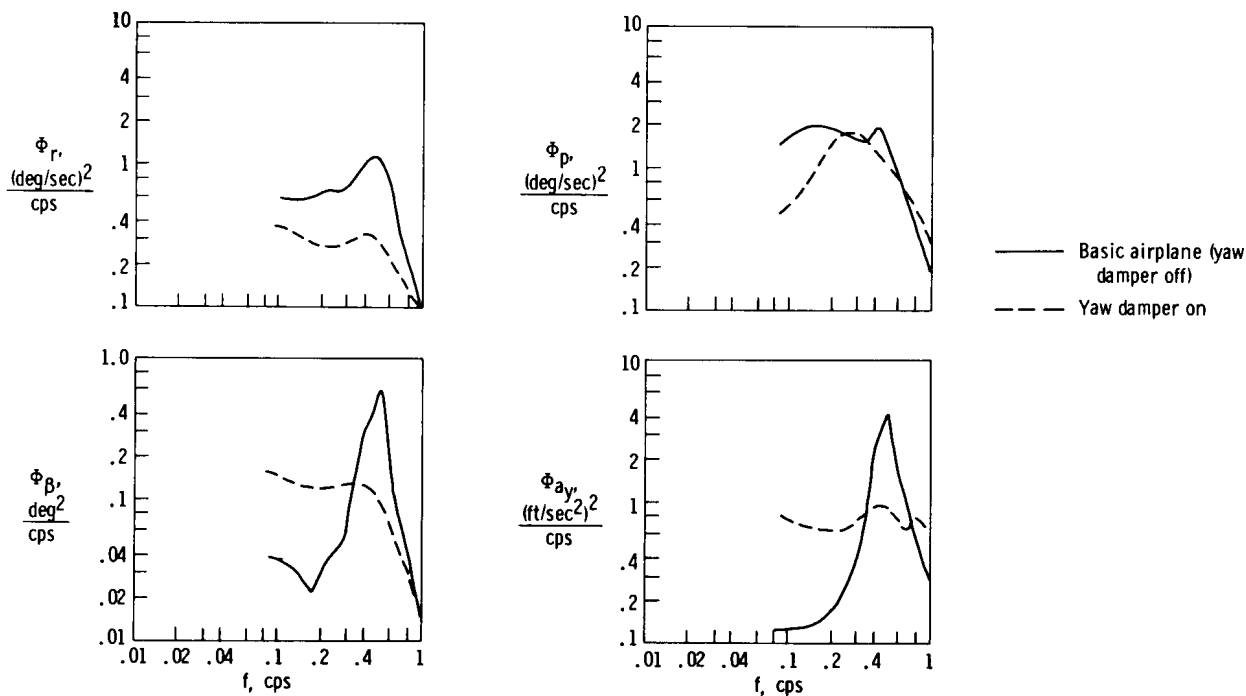 10
4
2
1
.4
.2
.1
Φr,
(deg/sec)2
cps
10
4
2
1
.4
.2
.1
Φp,
(deg/sec)2
cps
Basic airplane (yaw
damper off)
Yaw damper on
1.0
.4
.2
.1
.04
.02
.01
Φβ,
deg2
cps
.01 .02 .04 .1 .2 .4 1
f, cps
10
4
2
1
.4
.2
.1
Φay,
(ft/sec2)2
cps
.01 .02 .04 .1 .2 .4 1
f, cps